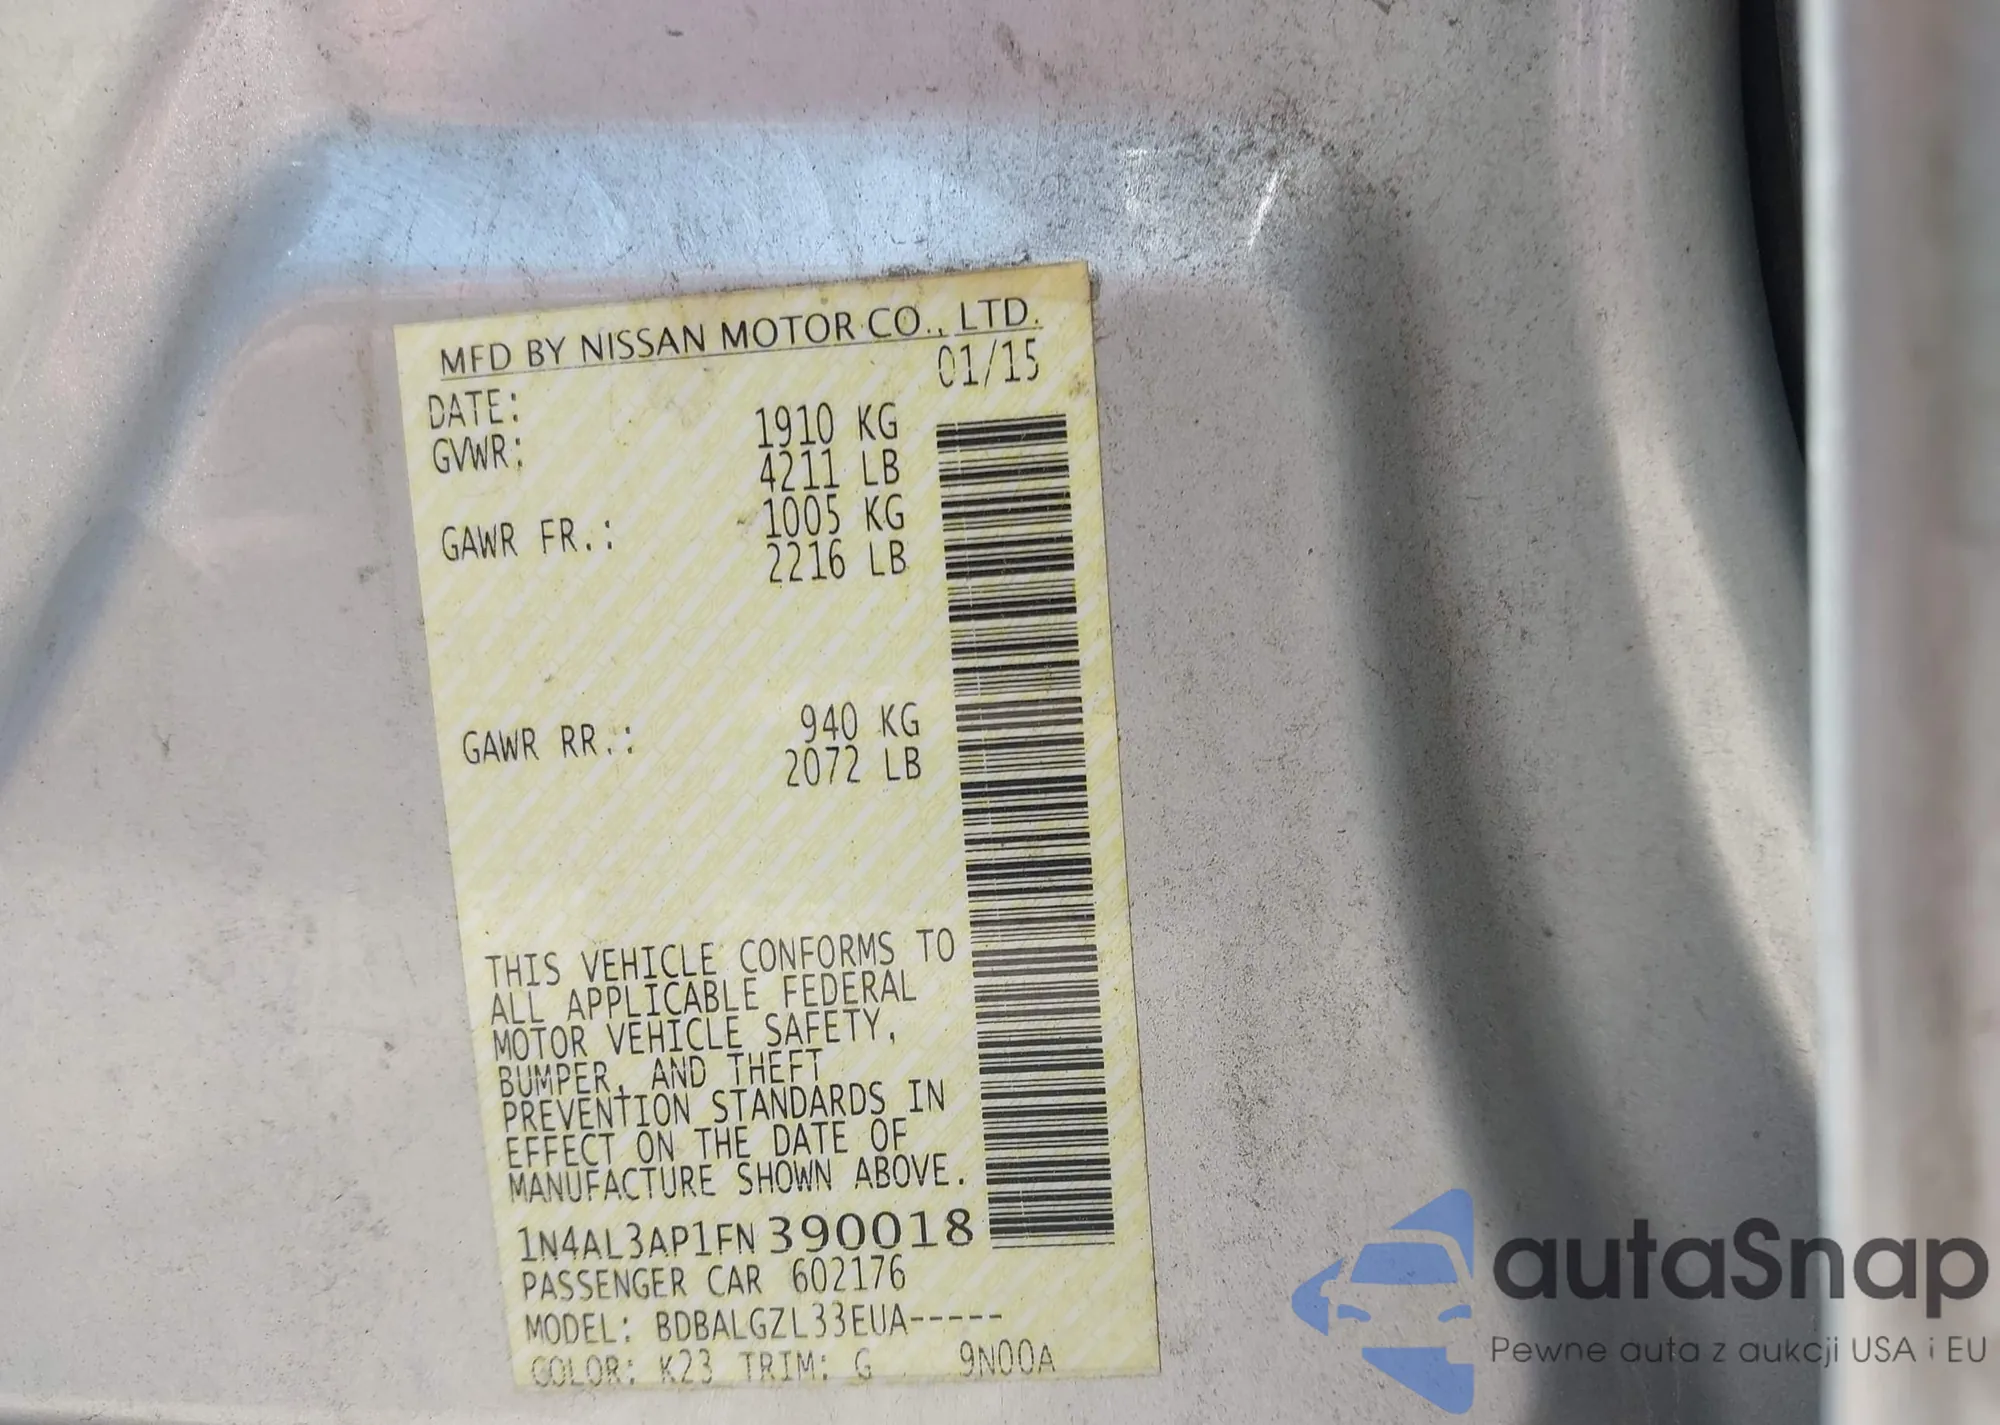 MFD BY NISSAN MOTOR CO., LTD.
DATE: 01/15
GVWR: 1910 KG
4211 LB
GAWR FR.: 1005 KG
2216 LB
GAWR RR.: 940 KG
2072 LB
THIS VEHICLE CONFORMS TO
ALL APPLICABLE FEDERAL
MOTOR VEHICLE SAFETY,
BUMPER, AND THEFT
PREVENTION STANDARDS IN
EFFECT ON THE DATE OF
MANUFACTURE SHOWN ABOVE.
1N4AL3AP1FN390018
PASSENGER CAR 602176
MODEL: BDBALGZL33EUA-----
COLOR: K23 TRIM: G 9N00A
autaSnap
Pewne auta z aukcji USA i EU